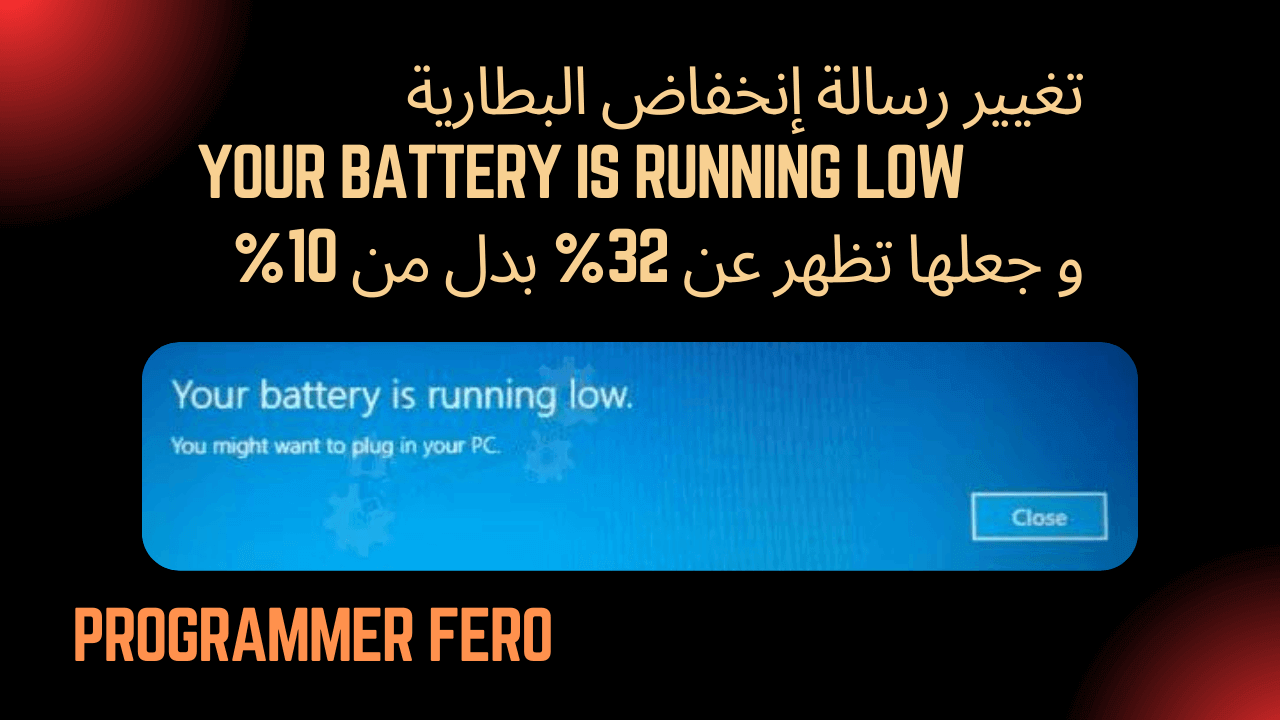 تغيير رسالة إنخفاض البطارية
YOUR BATTERY IS RUNNING LOW
و جعلها تظهر عن 32% بدل من 10%
Your battery is running low.
You might want to plug in your PC.
Close
PROGRAMMER FERO